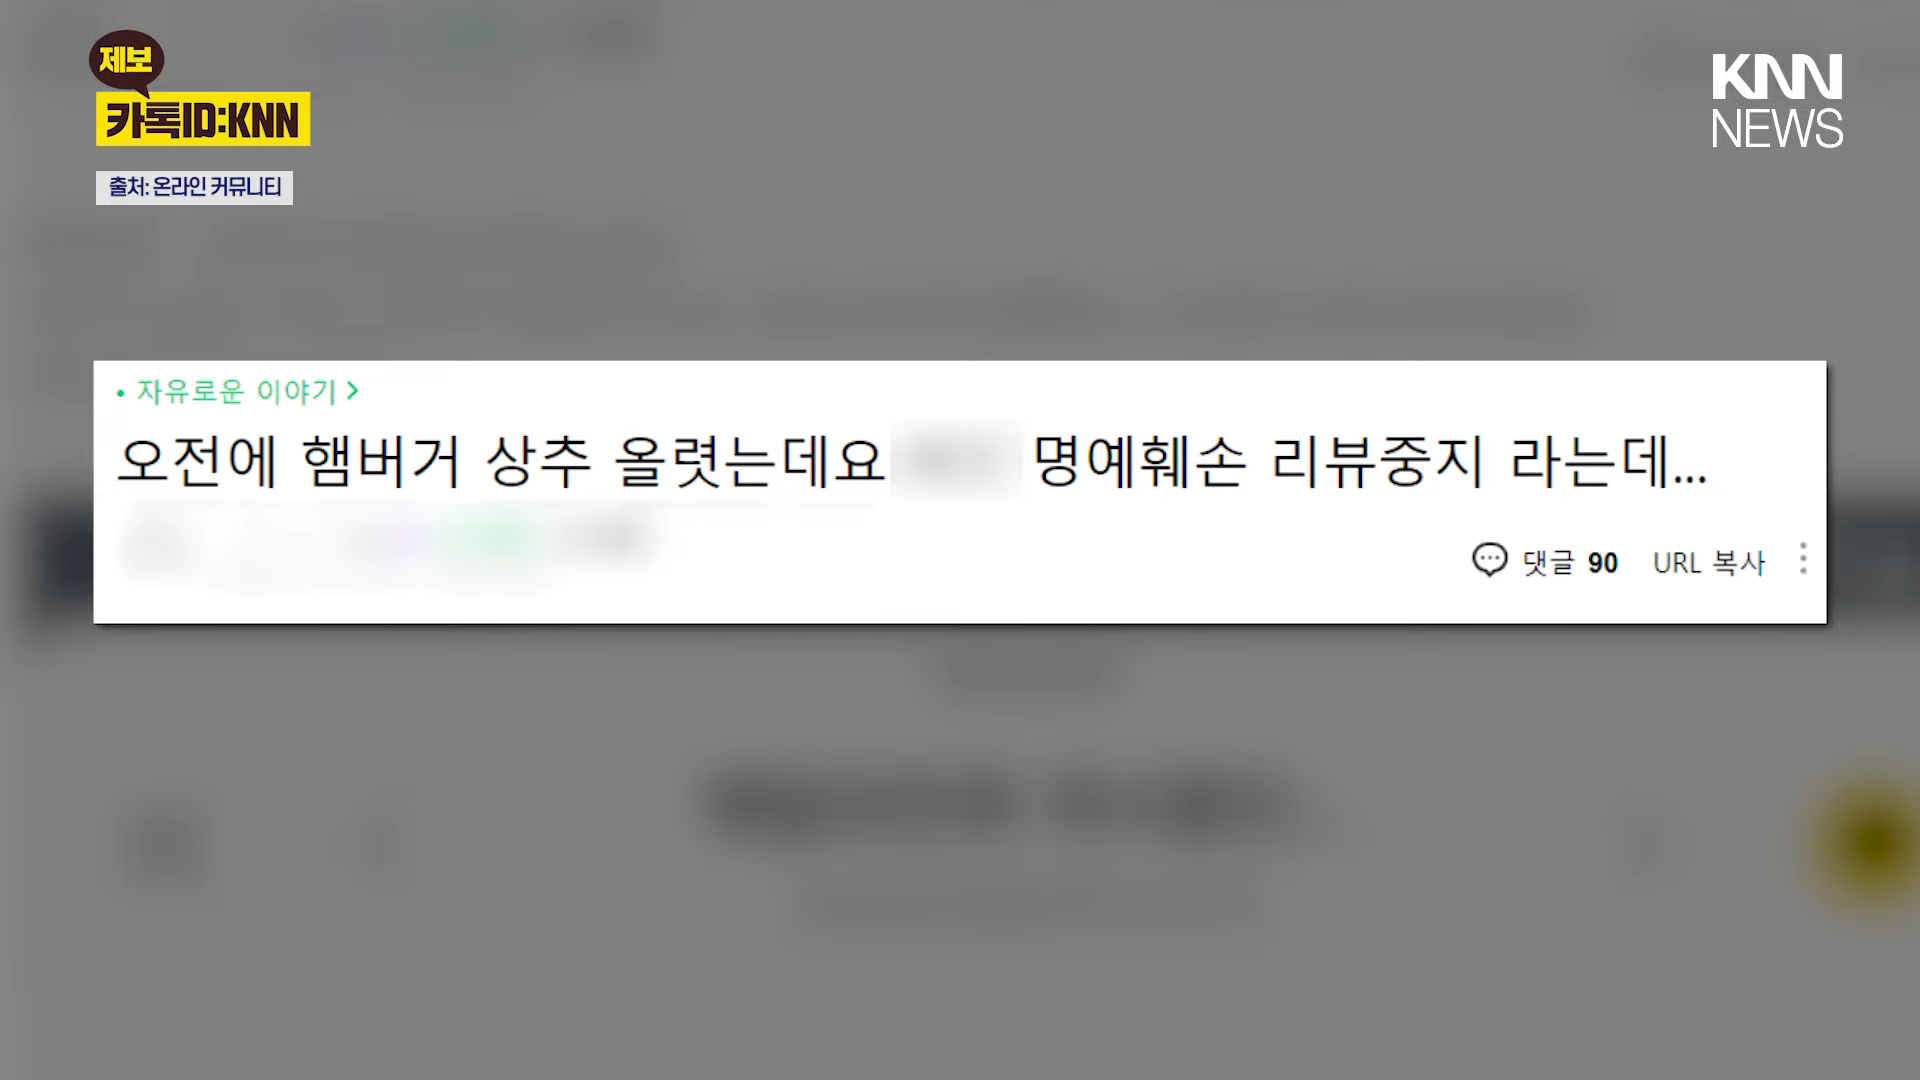 제보
카톡ID:KNN
출처: 온라인 커뮤니티
KNN
NEWS
• 자유로운 이야기 >
오전에 햄버거 상추 올렷는데요 명예훼손 리뷰중지 라는데...
댓글 90 URL 복사